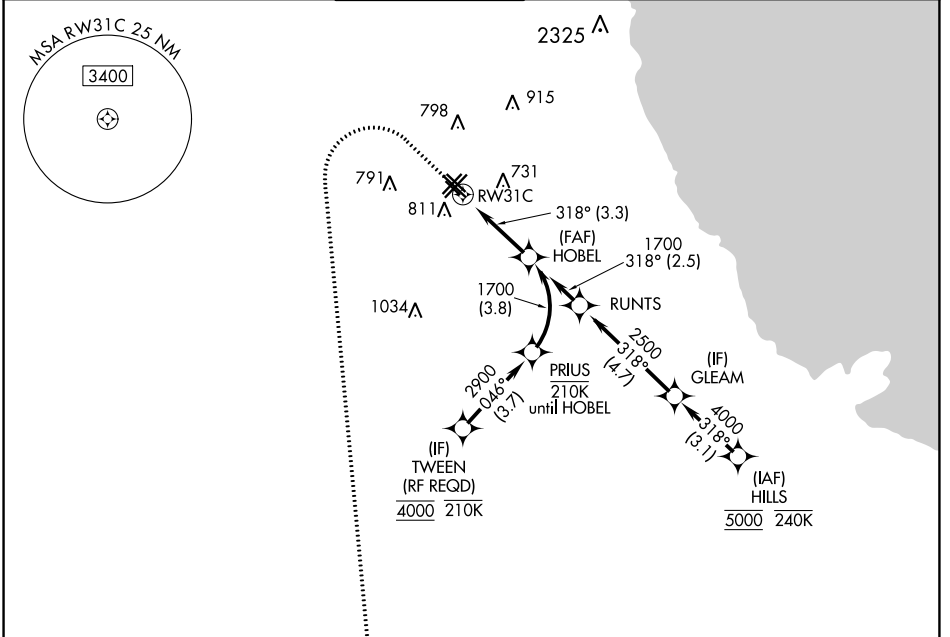 MSA RW31C 25 NM
3400
2325
915
798
731
791
RW31C
811
318° (3.3)
(FAF)
HOBEL
1700
318° (2.5)
1700
(3.8)
RUNTS
1034
2500
318°
(4.7)
(IF)
GLEAM
PRIUS
210K
until HOBEL
2900
046°
(3.7)
4000
318°
(3.1)
(IF)
TWEEN
(RF REQD)
4000 210K
(IAF)
HILLS
5000 240K